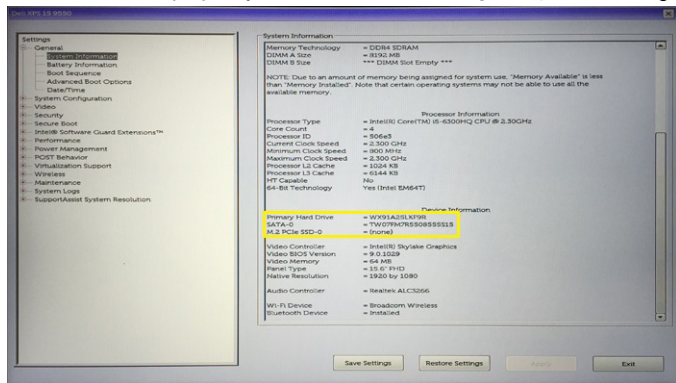 Dell XPS 15 9550
Settings
General
System Information
Battery Information
Boot Sequence
Advanced Boot Options
Date/Time
System Configuration
Video
Security
Secure Boot
Intel® Software Guard Extensions™
Performance
Power Management
POST Behavior
Virtualization Support
Wireless
Maintenance
System Logs
SupportAssist System Resolution
System Information
Memory Technology = DDR4 SDRAM
DIMM A Size = 8192 MB
DIMM B Size *** DIMM Slot Empty ***
NOTE: Due to an amount of memory being assigned for system use, "Memory Available" is less
than "Memory Installed". Note that certain operating systems may not be able to use all the
available memory.
Processor Information
Processor Type = Intel(R) Core(TM) i5-6300HQ CPU @ 2.30GHz
Core Count = 4
Processor ID = 506e3
Current Clock Speed = 2.300 GHz
Minimum Clock Speed = 800 MHz
Maximum Clock Speed = 2.300 GHz
Processor L2 Cache = 1024 KB
Processor L3 Cache = 6144 KB
HT Capable No
64-Bit Technology Yes (Intel EM64T)
Device Information
Primary Hard Drive = WX91A25LKF9R
SATA-0 = TW07FM7R5508555515
M.2 PCIe SSD-0 = (none)
Video Controller = Intel(R) Skylake Graphics
Video BIOS Version = 9.0.1029
Video Memory = 64 MB
Panel Type = 15.6" FHD
Native Resolution = 1920 by 1080
Audio Controller = Realtek ALC3266
Wi-Fi Device = Broadcom Wireless
Bluetooth Device = Installed
Save Settings
Restore Settings
Apply
Exit